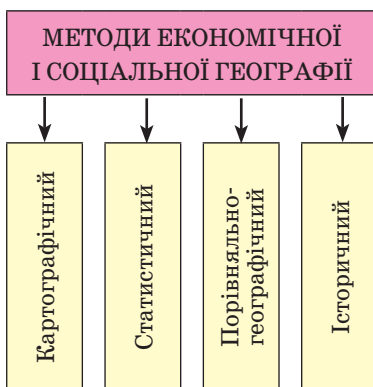 МЕТОДИ ЕКОНОМІЧНОЇ
І СОЦІАЛЬНОЇ ГЕОГРАФІЇ
Картографічний
Статистичний
Порівняльно-
географічний
Історичний